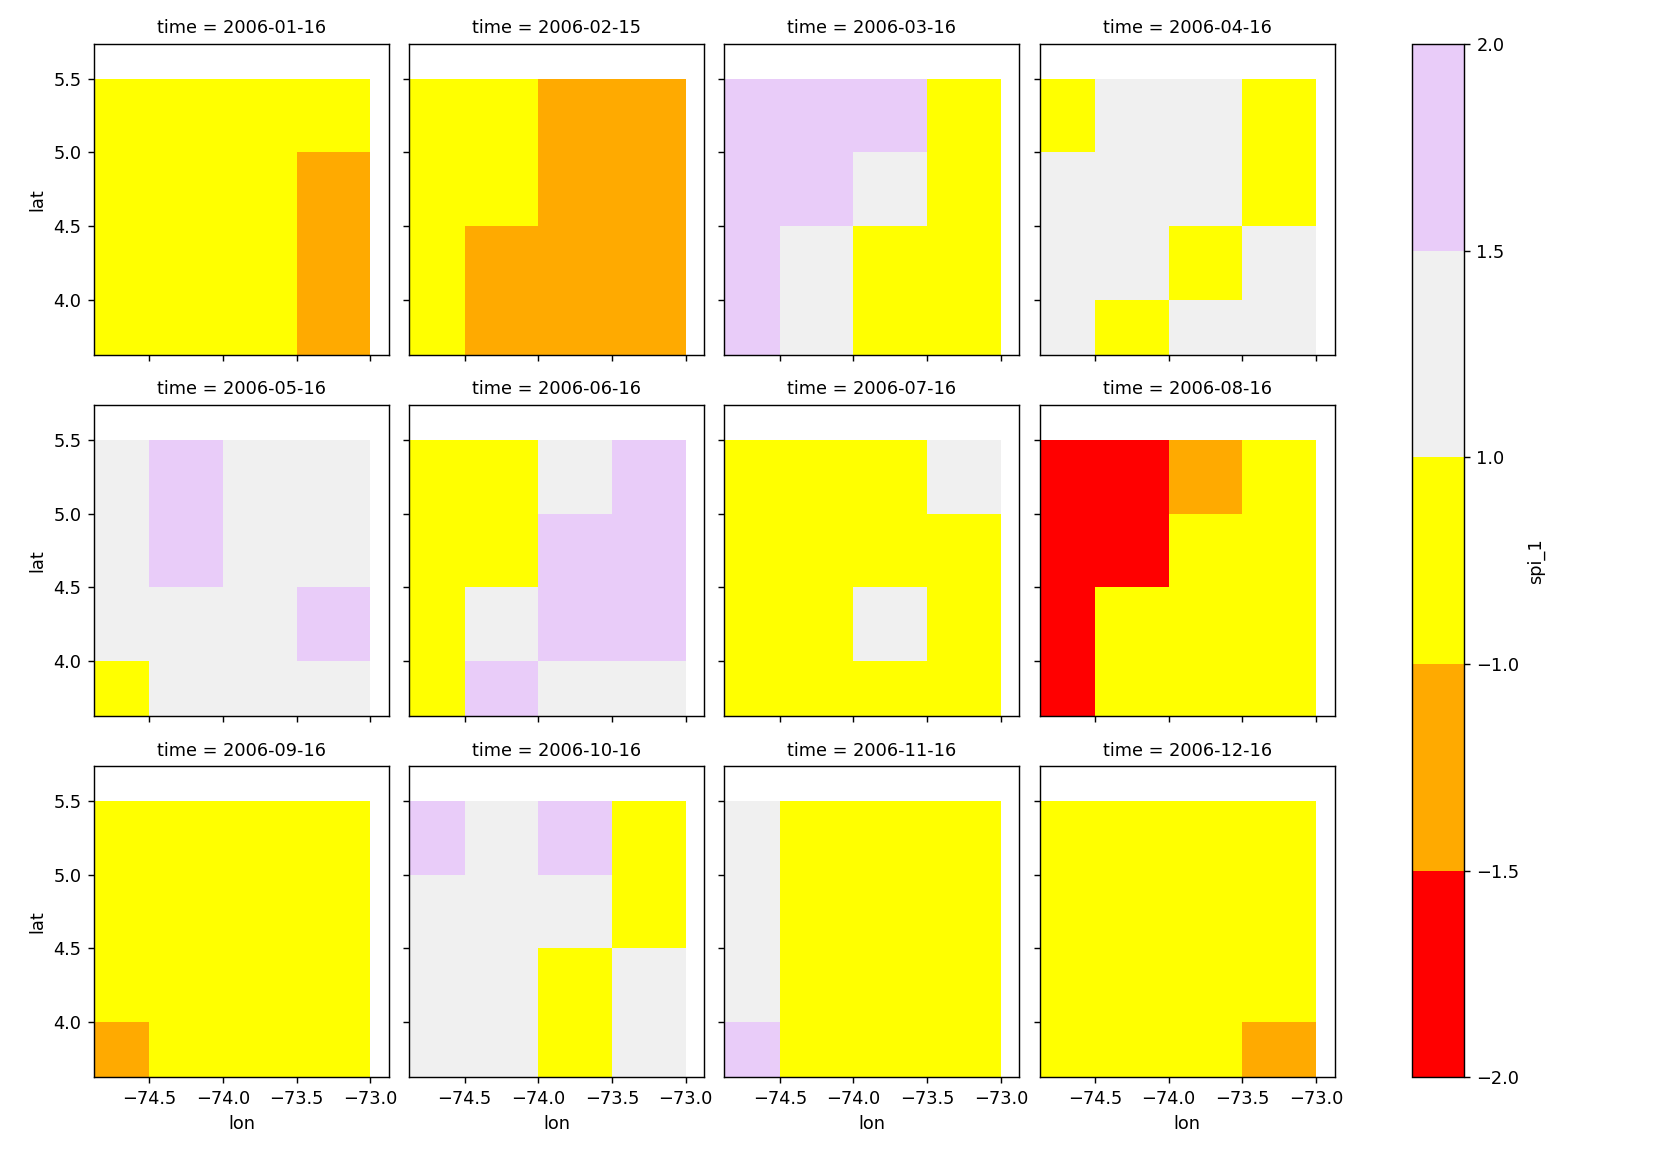 time = 2006-01-16
time = 2006-02-15
time = 2006-03-16
time = 2006-04-16
5.5
5.0
4.5
4.0
lat
time = 2006-05-16
time = 2006-06-16
time = 2006-07-16
time = 2006-08-16
5.5
5.0
4.5
4.0
lat
time = 2006-09-16
time = 2006-10-16
time = 2006-11-16
time = 2006-12-16
5.5
5.0
4.5
4.0
lat
−74.5 −74.0 −73.5 −73.0
lon
−74.5 −74.0 −73.5 −73.0
lon
−74.5 −74.0 −73.5 −73.0
lon
−74.5 −74.0 −73.5 −73.0
lon
2.0
1.5
1.0
−1.0
−1.5
−2.0
spi_1